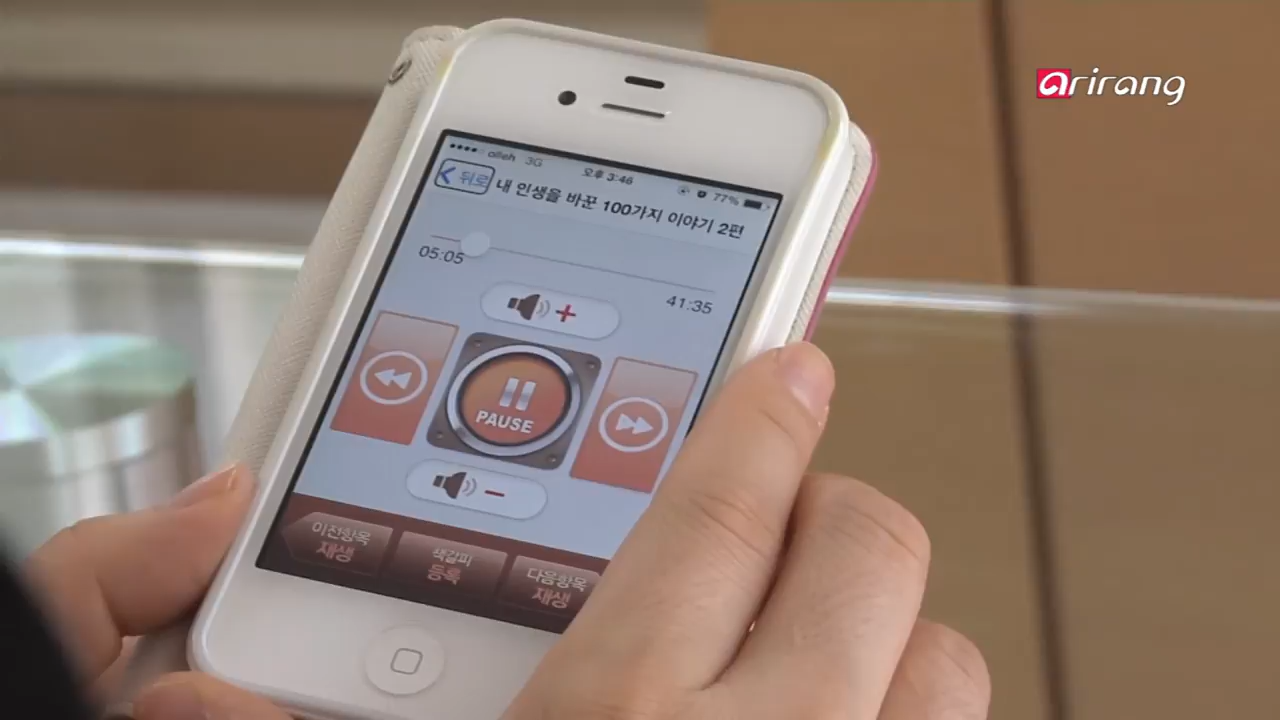 arirang
olleh 3G 오후 3:46 77%
뒤로 내 인생을 바꾼 100가지 이야기 2편
05:05 41:35
+
PAUSE
-
이전항목 재생
책갈피 등록
다음항목 재생